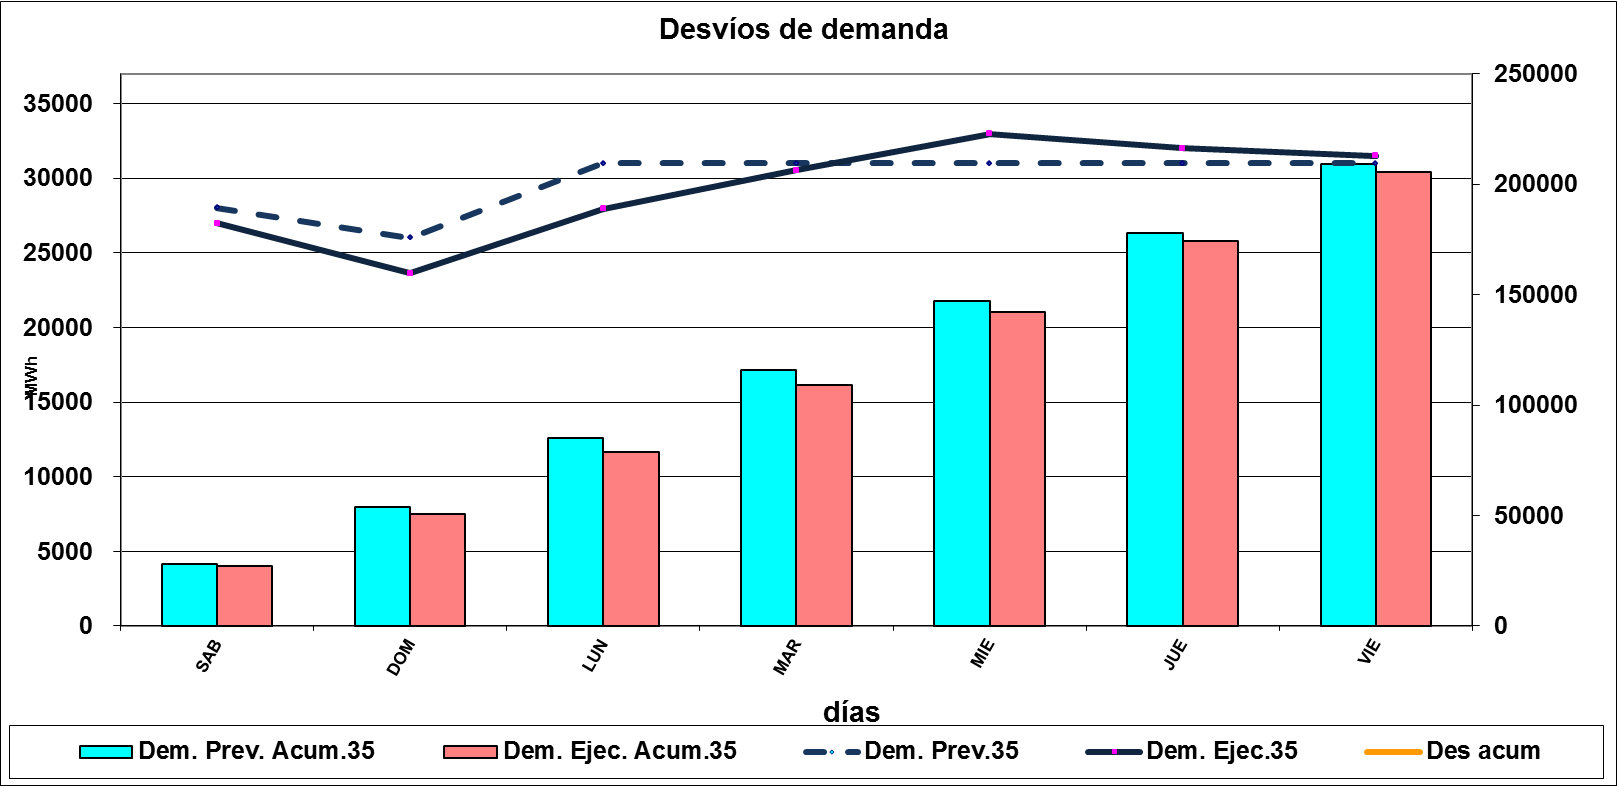 Desvíos de demanda
35000
30000
25000
20000
15000
10000
5000
0
MWh
250000
200000
150000
100000
50000
0
SAB
DOM
LUN
MAR
MIE
JUE
VIE
días
Dem. Prev. Acum.35
Dem. Ejec. Acum.35
Dem. Prev.35
Dem. Ejec.35
Des acum